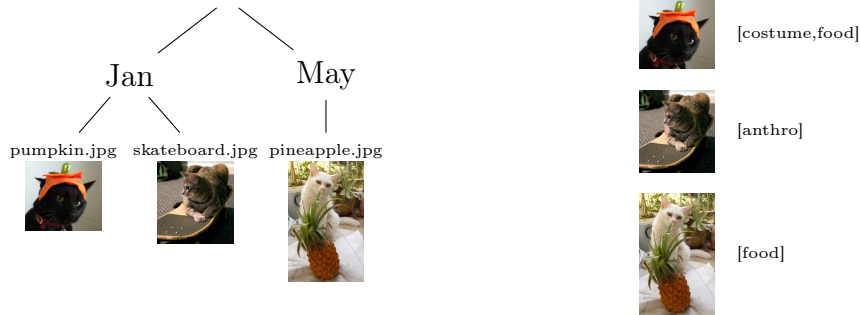 Jan
May
pumpkin.jpg
skateboard.jpg
pineapple.jpg
[costume,food]
[anthro]
[food]